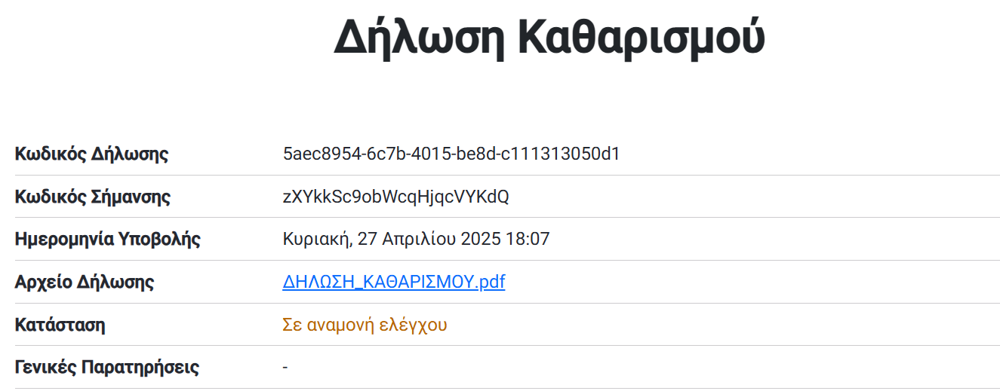 Δήλωση Καθαρισμού
Κωδικός Δήλωσης 5aec8954-6c7b-4015-be8d-c111313050d1
Κωδικός Σήμανσης zXYkkSc9obWcqHjqcVYKdQ
Ημερομηνία Υποβολής Κυριακή, 27 Απριλίου 2025 18:07
Αρχείο Δήλωσης ΔΗΛΩΣΗ_ΚΑΘΑΡΙΣΜΟΥ.pdf
Κατάσταση Σε αναμονή ελέγχου
Γενικές Παρατηρήσεις -